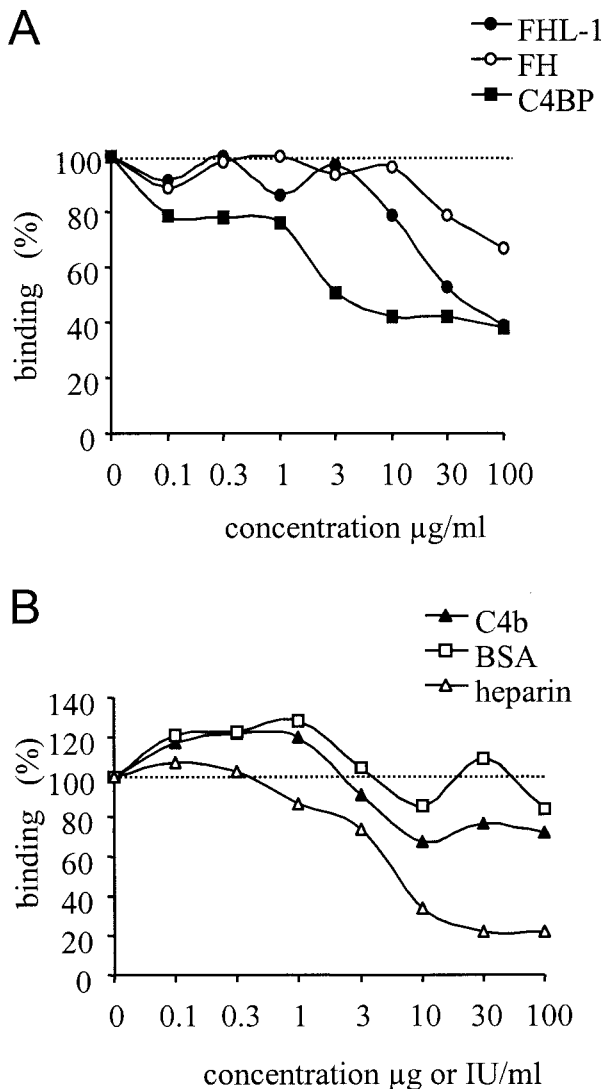 A
FHL-1
FH
C4BP
100
80
60
40
20
0
binding (%)
0 0.1 0.3 1 3 10 30 100
concentration µg/ml
B
C4b
BSA
heparin
140
120
100
80
60
40
20
0
binding (%)
0 0.1 0.3 1 3 10 30 100
concentration µg or IU/ml